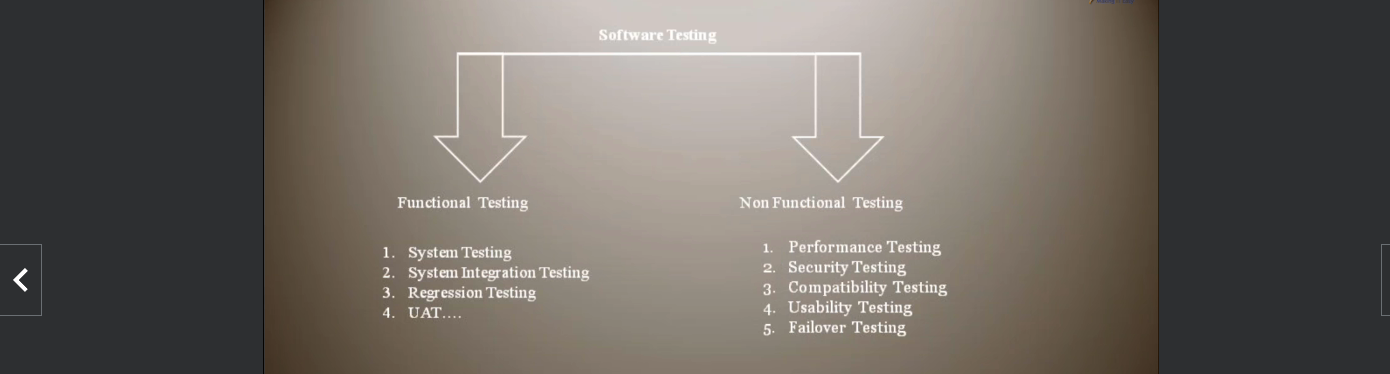 Software Testing
Functional Testing
1. System Testing
2. System Integration Testing
3. Regression Testing
4. UAT....
Non Functional Testing
1. Performance Testing
2. Security Testing
3. Compatibility Testing
4. Usability Testing
5. Failover Testing